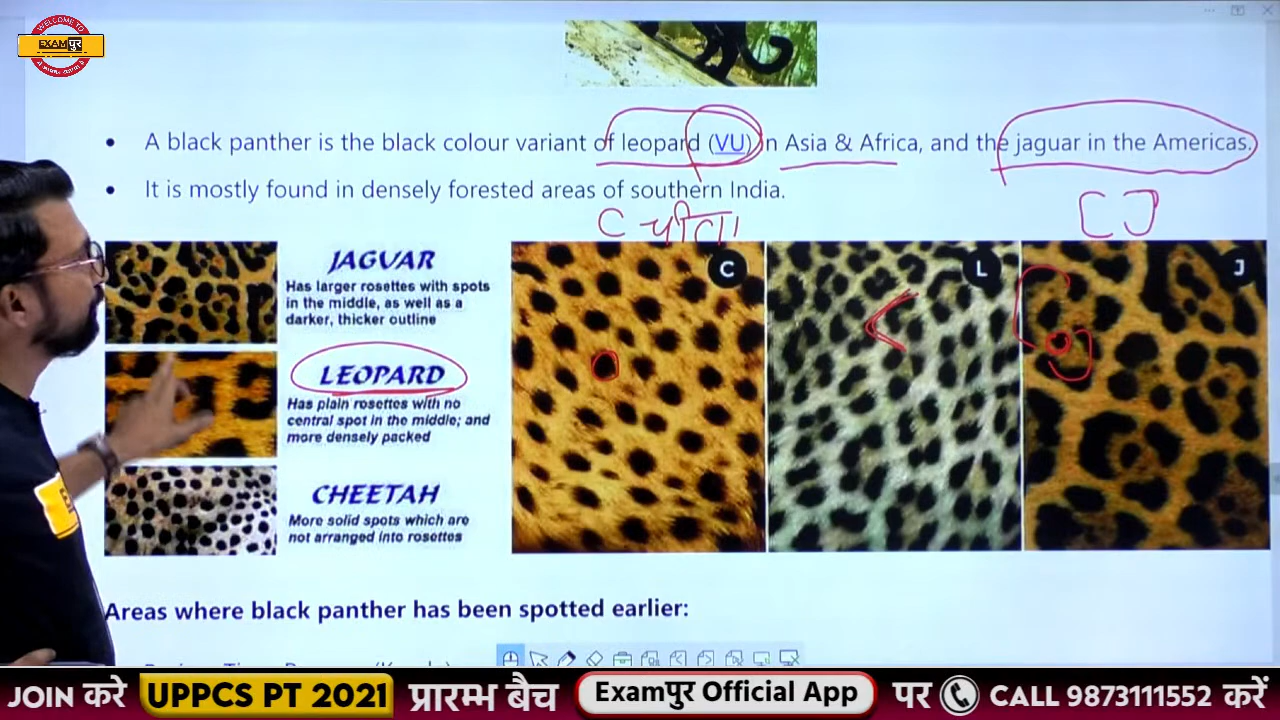 WELCOME TO
EXAMपुर
• A black panther is the black colour variant of leopard (VU) in Asia & Africa, and the jaguar in the Americas.
• It is mostly found in densely forested areas of southern India.
C चीता
[J
JAGUAR
Has larger rosettes with spots
in the middle, as well as a
darker, thicker outline
LEOPARD
Has plain rosettes with no
central spot in the middle; and
more densely packed
CHEETAH
More solid spots which are
not arranged into rosettes
C
L
J
Areas where black panther has been spotted earlier:
JOIN करे UPPCS PT 2021 प्रारम्भ बैच Examपुर Official App पर CALL 9873111552 करें